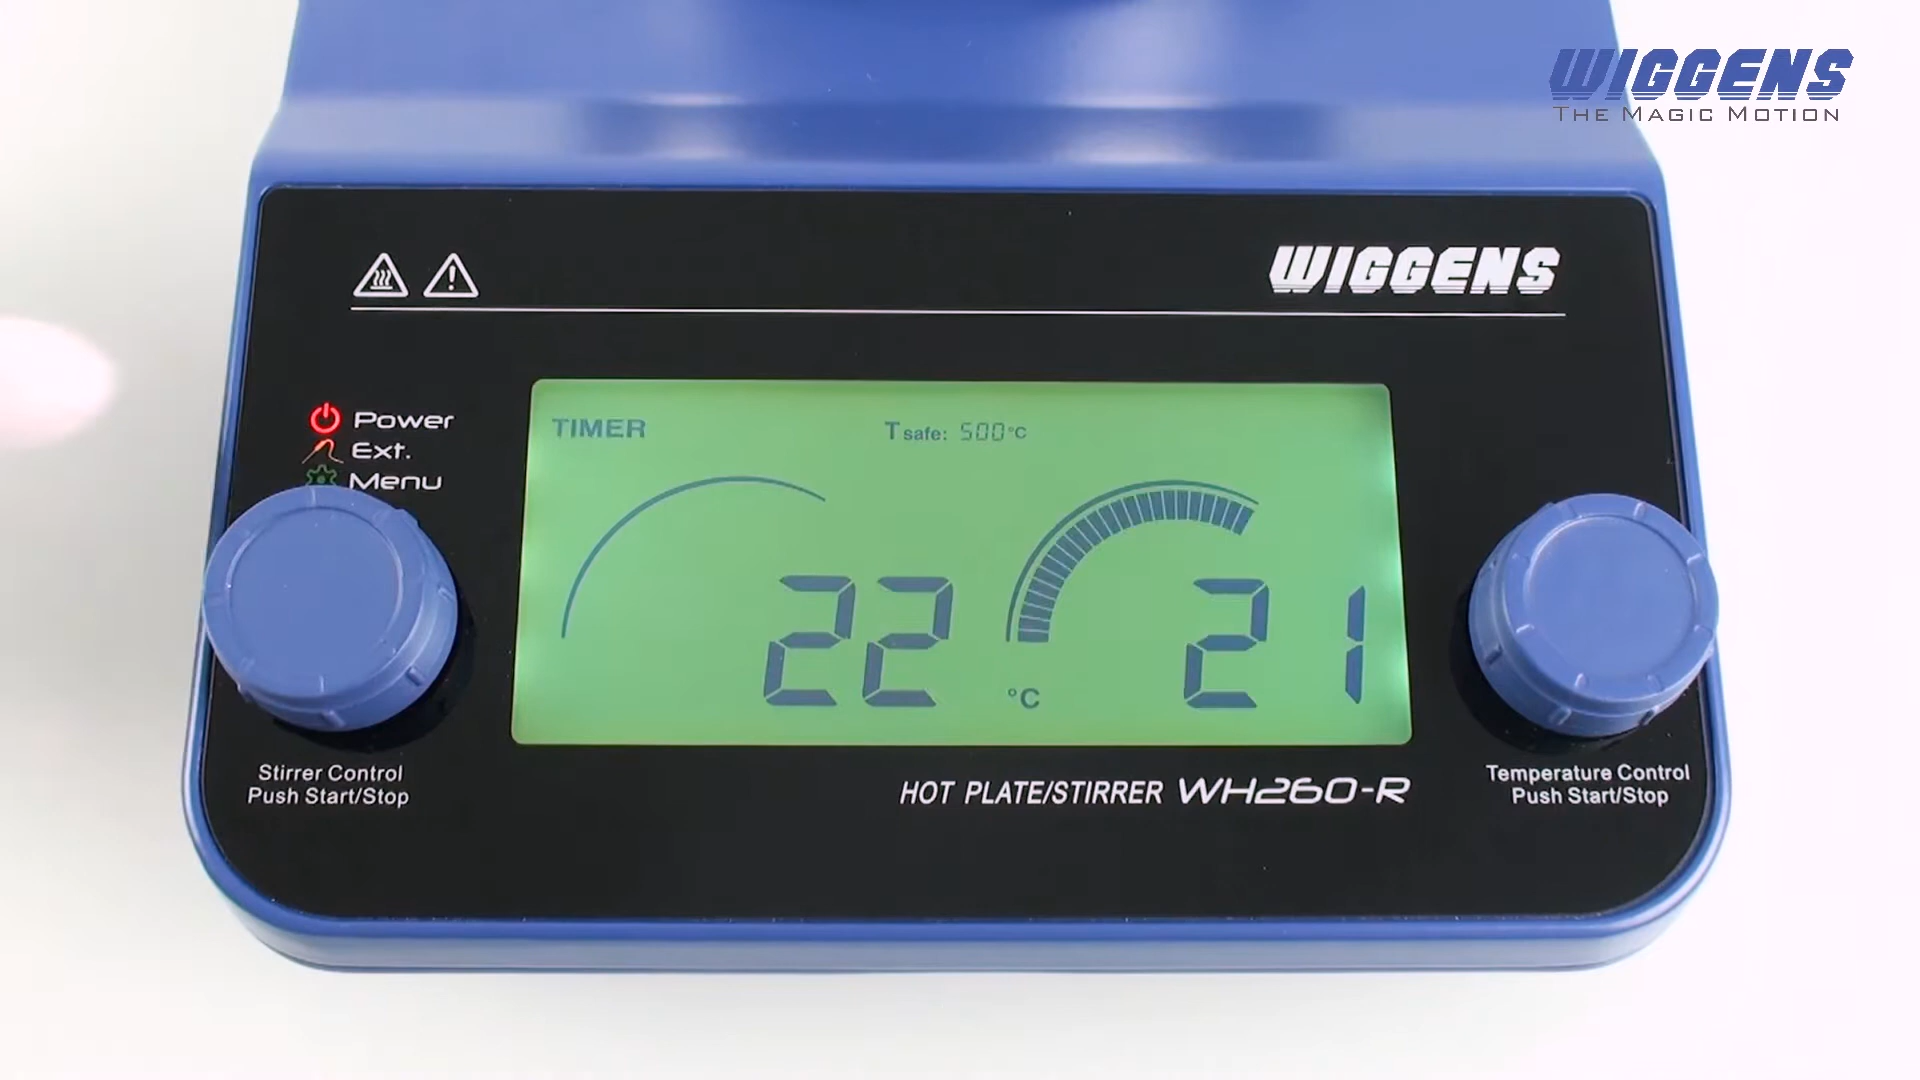 WIGGENS
THE MAGIC MOTION
WIGGENS
Power
Ext.
Menu
TIMER
Tsafe: 500°C
22
°C
21
Stirrer Control
Push Start/Stop
HOT PLATE/STIRRER WH260-R
Temperature Control
Push Start/Stop